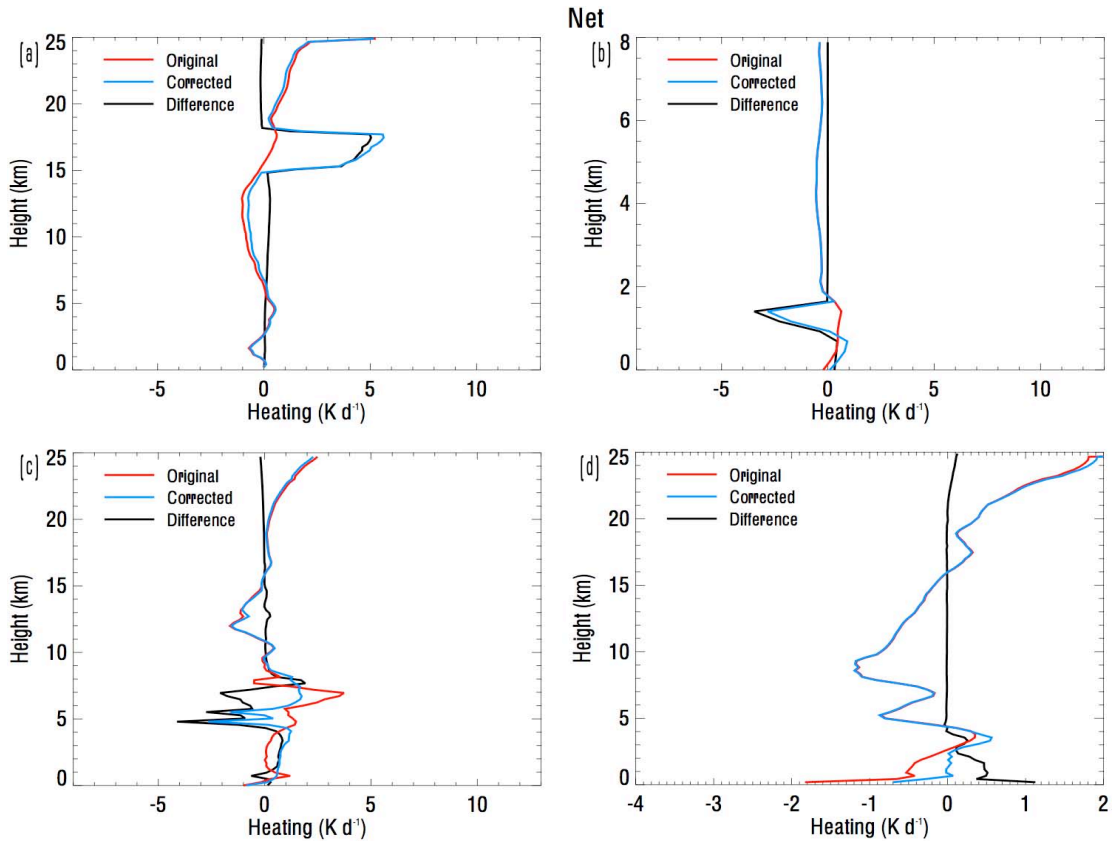 Net
(a)
25
20
15
10
5
0
Height (km)
Original
Corrected
Difference
-5
0
5
10
Heating (K d⁻¹)
(b)
8
6
4
2
0
Height (km)
Original
Corrected
Difference
-5
0
5
10
Heating (K d⁻¹)
(c)
25
20
15
10
5
0
Height (km)
Original
Corrected
Difference
-5
0
5
10
Heating (K d⁻¹)
(d)
25
20
15
10
5
0
Height (km)
Original
Corrected
Difference
-4
-3
-2
-1
0
1
2
Heating (K d⁻¹)